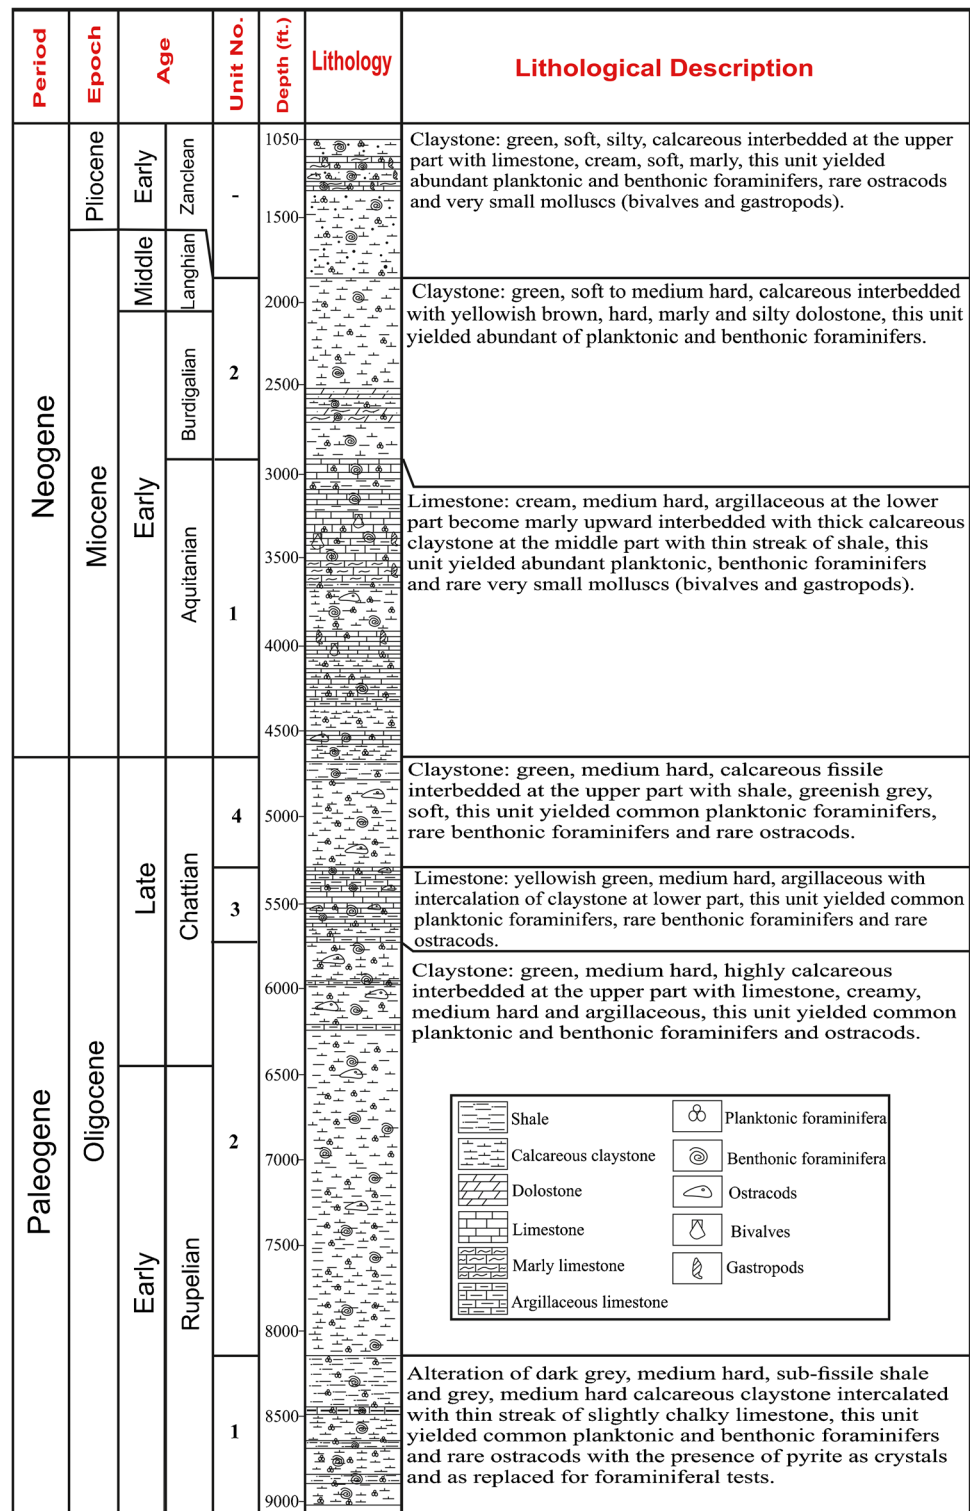 Period
Epoch
Age
Unit No.
Depth (ft.)
Lithology
Lithological Description
Neogene
Paleogene
Pliocene
Miocene
Oligocene
Early
Middle
Early
Late
Early
Zanclean
Langhian
Burdigalian
Aquitanian
Chattian
Rupelian
-
2
1
4
3
2
1
1050
1500
2000
2500
3000
3500
4000
4500
5000
5500
6000
6500
7000
7500
8000
8500
9000
Claystone: green, soft, silty, calcareous interbedded at the upper
part with limestone, cream, soft, marly, this unit yielded
abundant planktonic and benthonic foraminifers, rare ostracods
and very small molluscs (bivalves and gastropods).
Claystone: green, soft to medium hard, calcareous interbedded
with yellowish brown, hard, marly and silty dolostone, this unit
yielded abundant of planktonic and benthonic foraminifers.
Limestone: cream, medium hard, argillaceous at the lower
part become marly upward interbedded with thick calcareous
claystone at the middle part with thin streak of shale, this
unit yielded abundant planktonic, benthonic foraminifers
and rare very small molluscs (bivalves and gastropods).
Claystone: green, medium hard, calcareous fissile
interbedded at the upper part with shale, greenish grey,
soft, this unit yielded common planktonic foraminifers,
rare benthonic foraminifers and rare ostracods.
Limestone: yellowish green, medium hard, argillaceous with
intercalation of claystone at lower part, this unit yielded common
planktonic foraminifers, rare benthonic foraminifers and rare
ostracods.
Claystone: green, medium hard, highly calcareous
interbedded at the upper part with limestone, creamy,
medium hard and argillaceous, this unit yielded common
planktonic and benthonic foraminifers and ostracods.
Shale
Calcareous claystone
Dolostone
Limestone
Marly limestone
Argillaceous limestone
Planktonic foraminifera
Benthonic foraminifera
Ostracods
Bivalves
Gastropods
Alteration of dark grey, medium hard, sub-fissile shale
and grey, medium hard calcareous claystone intercalated
with thin streak of slightly chalky limestone, this unit
yielded common planktonic and benthonic foraminifers
and rare ostracods with the presence of pyrite as crystals
and as replaced for foraminiferal tests.